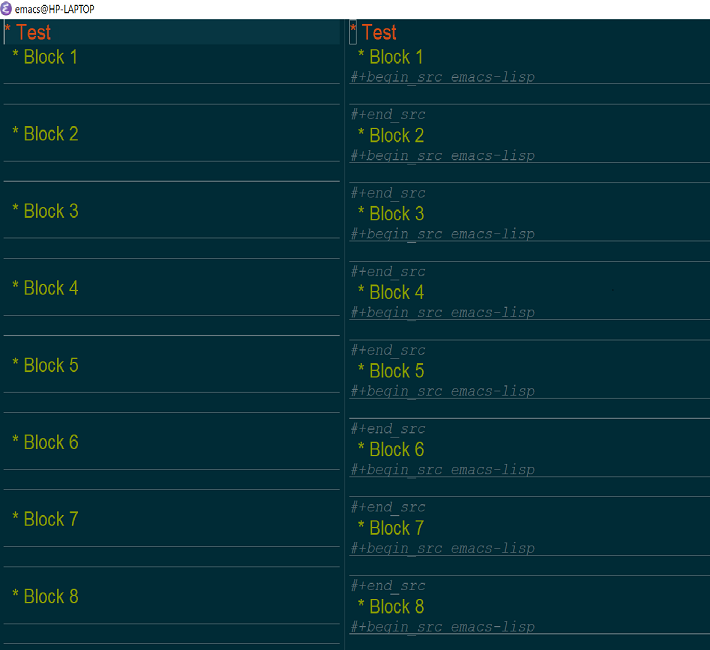 emacs@HP-LAPTOP
* Test
* Block 1
* Block 2
* Block 3
* Block 4
* Block 5
* Block 6
* Block 7
* Block 8
* Test
* Block 1
#+begin_src emacs-lisp
#+end_src
* Block 2
#+begin_src emacs-lisp
#+end_src
* Block 3
#+begin_src emacs-lisp
#+end_src
* Block 4
#+begin_src emacs-lisp
#+end_src
* Block 5
#+begin_src emacs-lisp
#+end_src
* Block 6
#+begin_src emacs-lisp
#+end_src
* Block 7
#+begin_src emacs-lisp
#+end_src
* Block 8
#+begin_src emacs-lisp